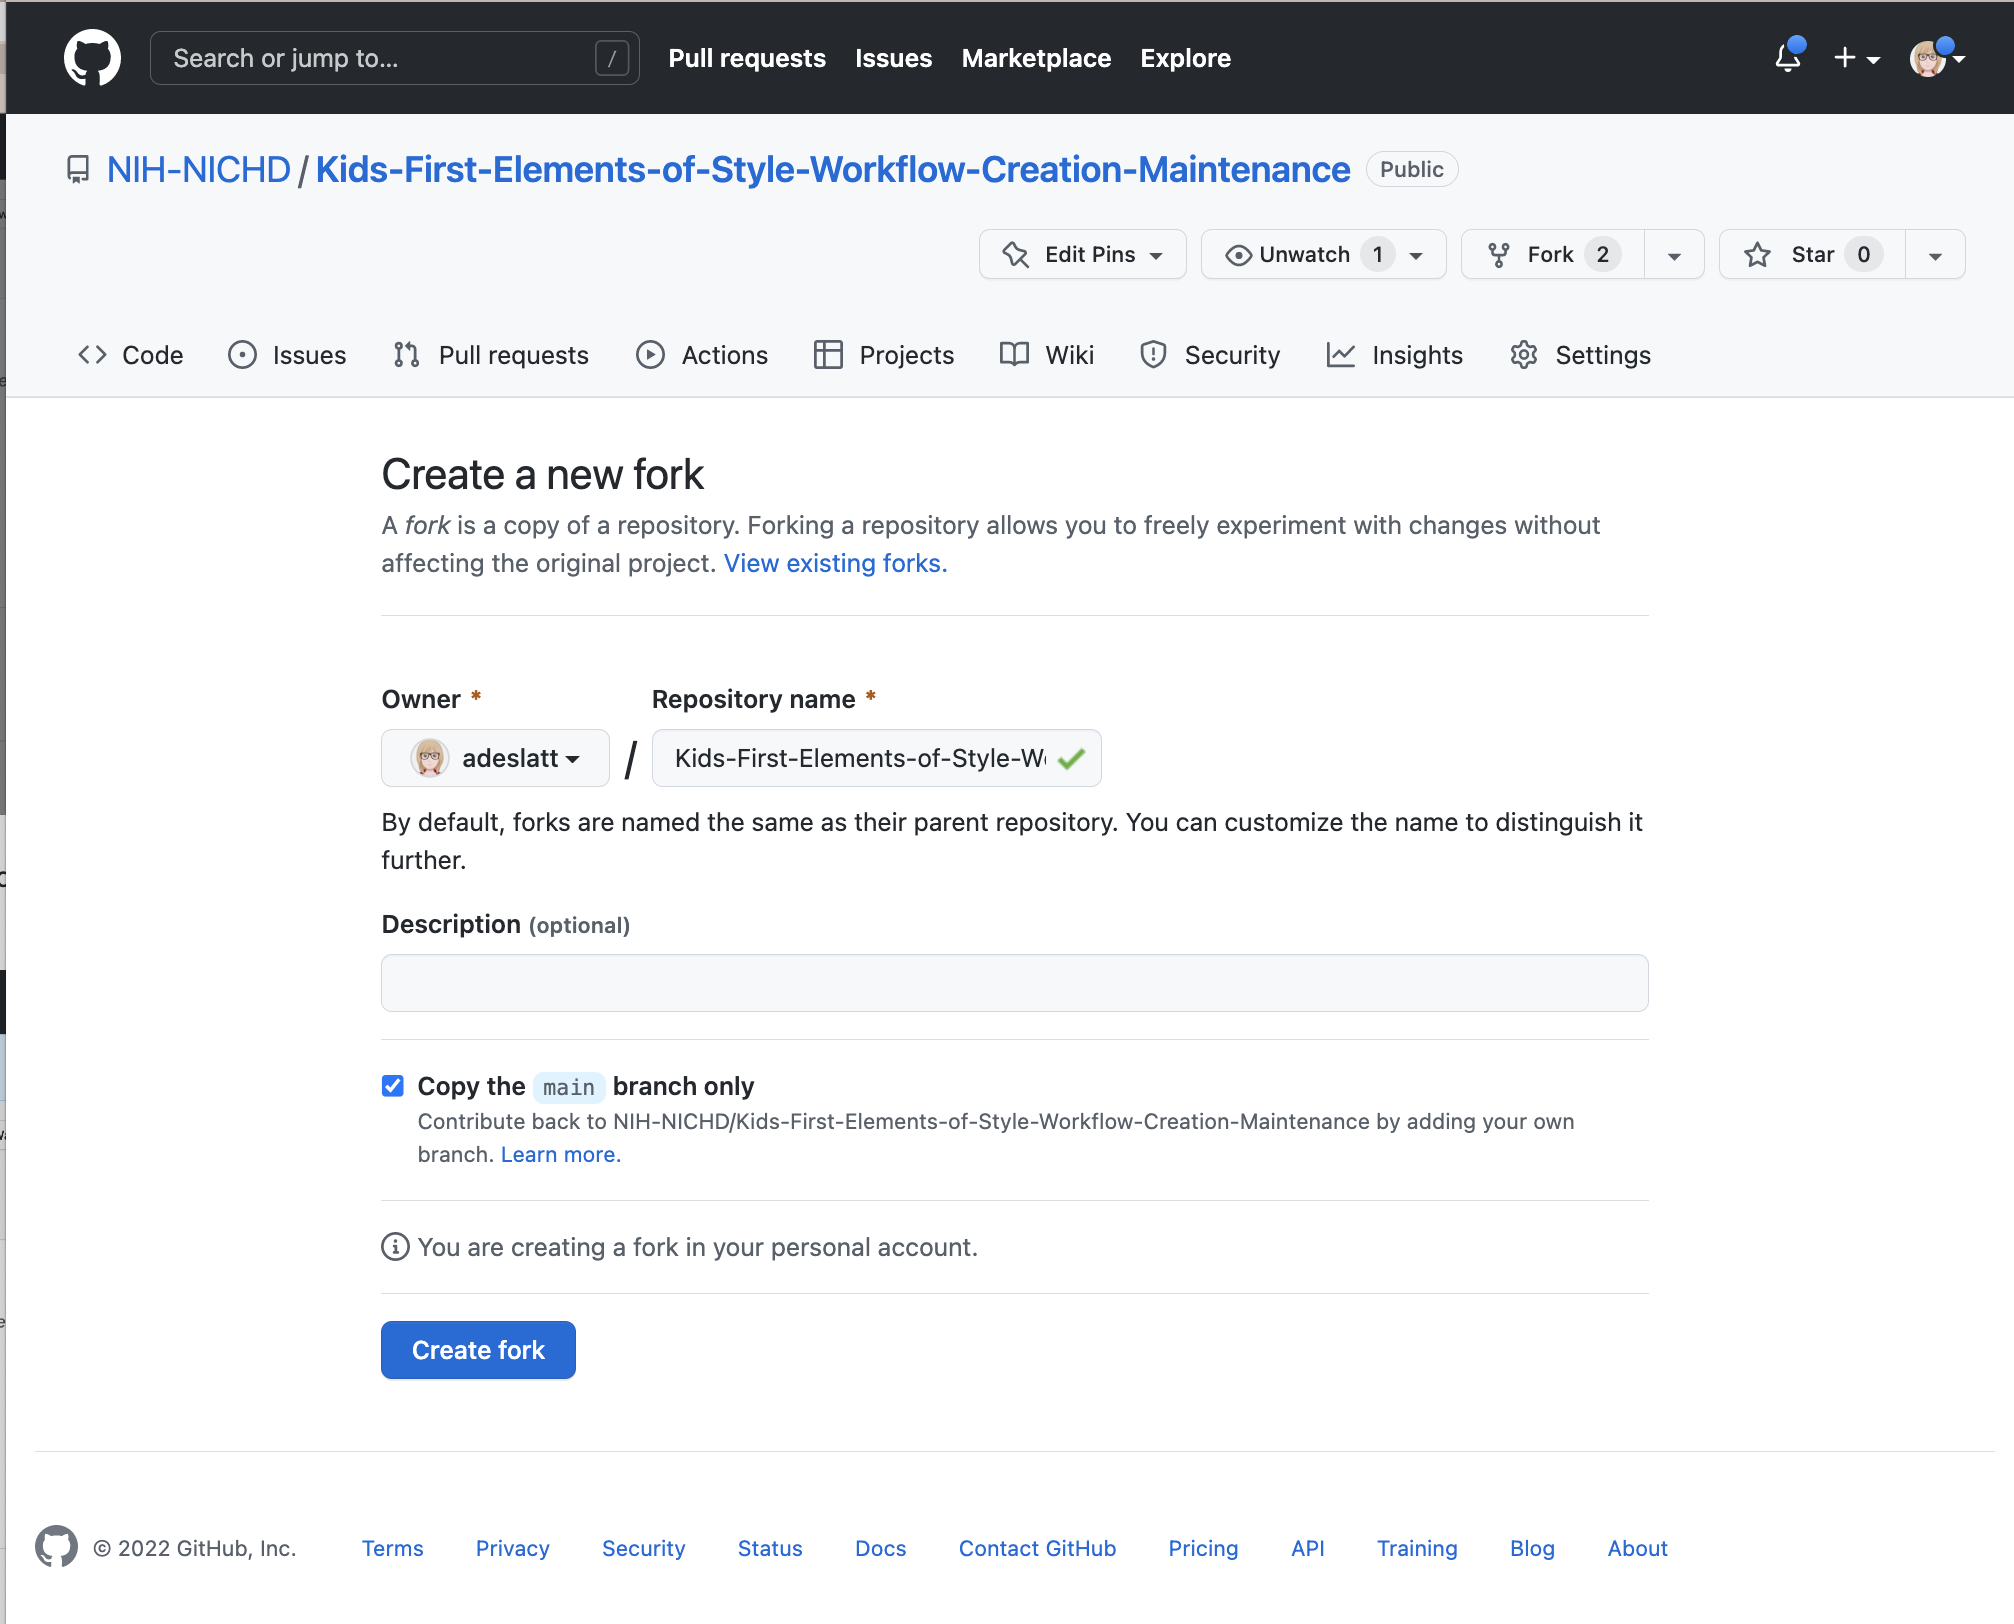 Search or jump to... /
Pull requests Issues Marketplace Explore
NIH-NICHD / Kids-First-Elements-of-Style-Workflow-Creation-Maintenance Public
Edit Pins Unwatch 1 Fork 2 Star 0
Code Issues Pull requests Actions Projects Wiki Security Insights Settings
Create a new fork
A fork is a copy of a repository. Forking a repository allows you to freely experiment with changes without
affecting the original project. View existing forks.
Owner * Repository name *
adeslatt / Kids-First-Elements-of-Style-W
By default, forks are named the same as their parent repository. You can customize the name to distinguish it
further.
Description (optional)
Copy the main branch only
Contribute back to NIH-NICHD/Kids-First-Elements-of-Style-Workflow-Creation-Maintenance by adding your own
branch. Learn more.
You are creating a fork in your personal account.
Create fork
© 2022 GitHub, Inc. Terms Privacy Security Status Docs Contact GitHub Pricing API Training Blog About